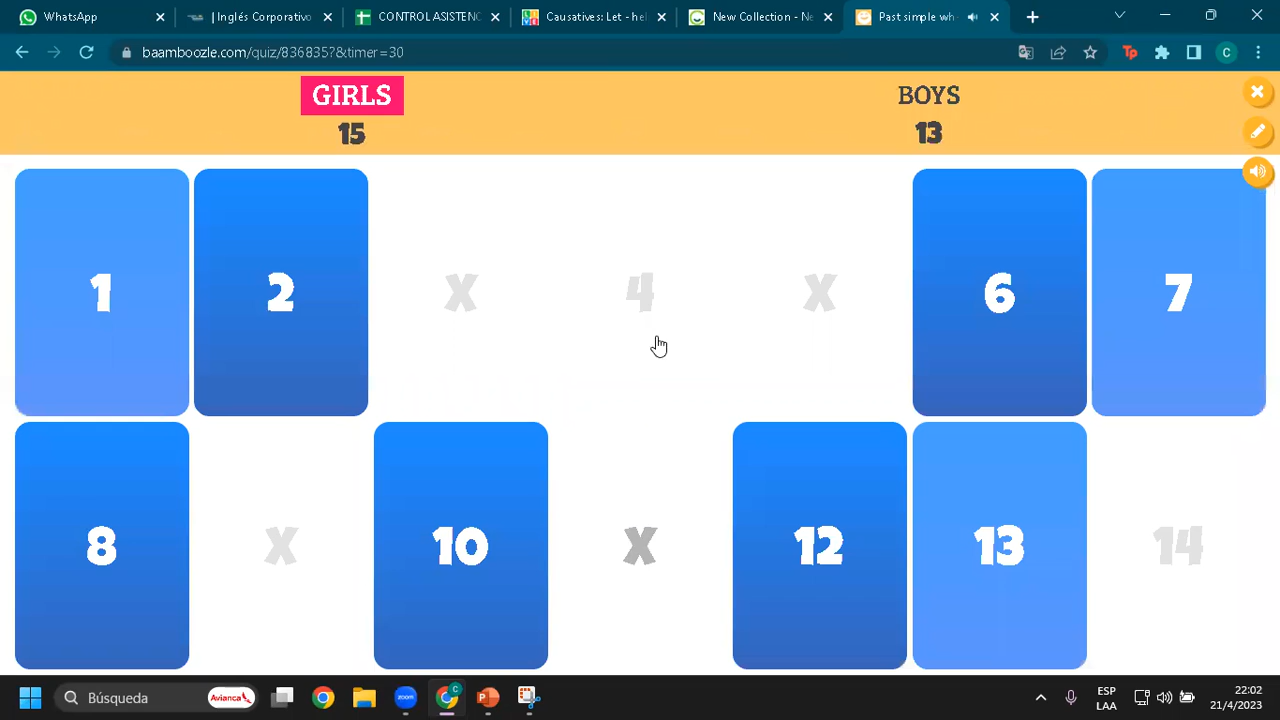 WhatsApp
| Inglés Corporativo
CONTROL ASISTENC
Causatives: Let - hel
New Collection - Ne
Past simple wh-
baamboozle.com/quiz/836835?&timer=30
Tp
C
GIRLS
BOYS
15
13
1
2
X
4
X
6
7
8
X
10
X
12
13
14
Búsqueda
Avianca
ESP
LAA
22:02
21/4/2023